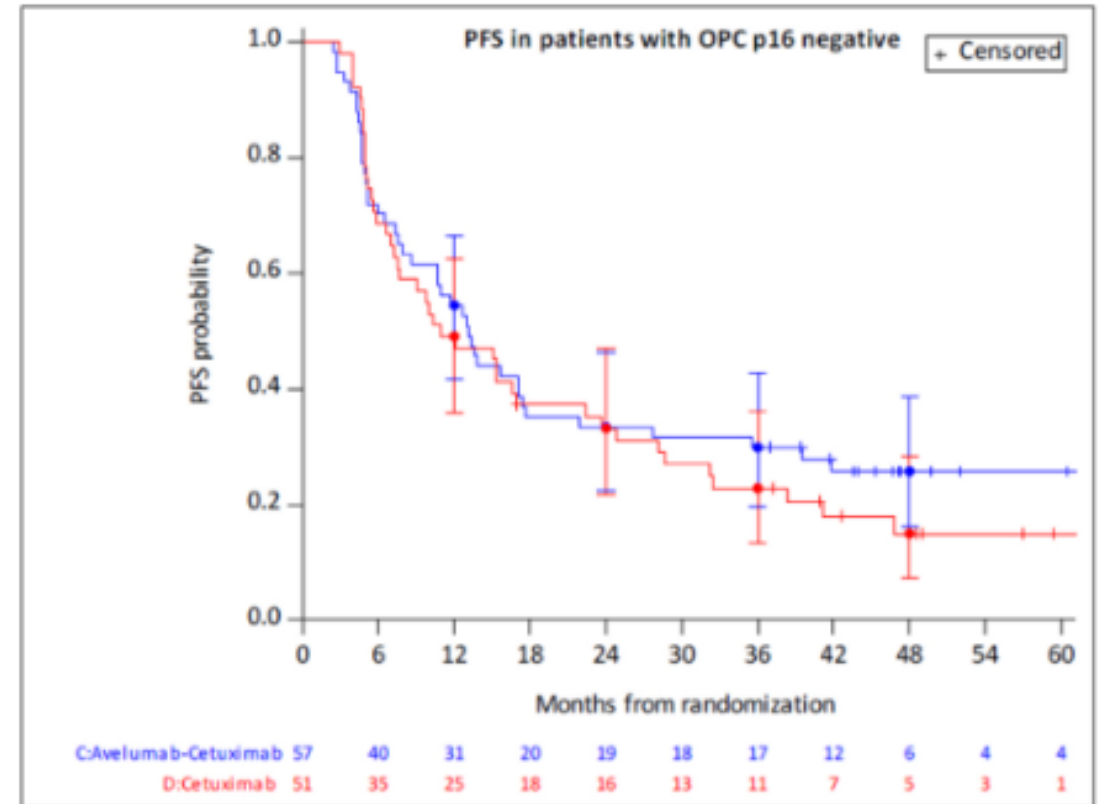 PFS in patients with OPC p16 negative
+ Censored
PFS probability
1.0
0.8
0.6
0.4
0.2
0.0
0 6 12 18 24 30 36 42 48 54 60
Months from randomization
C:Avelumab-Cetuximab 57 40 31 20 19 18 17 12 6 4 4
D:Cetuximab 51 35 25 18 16 13 11 7 5 3 1